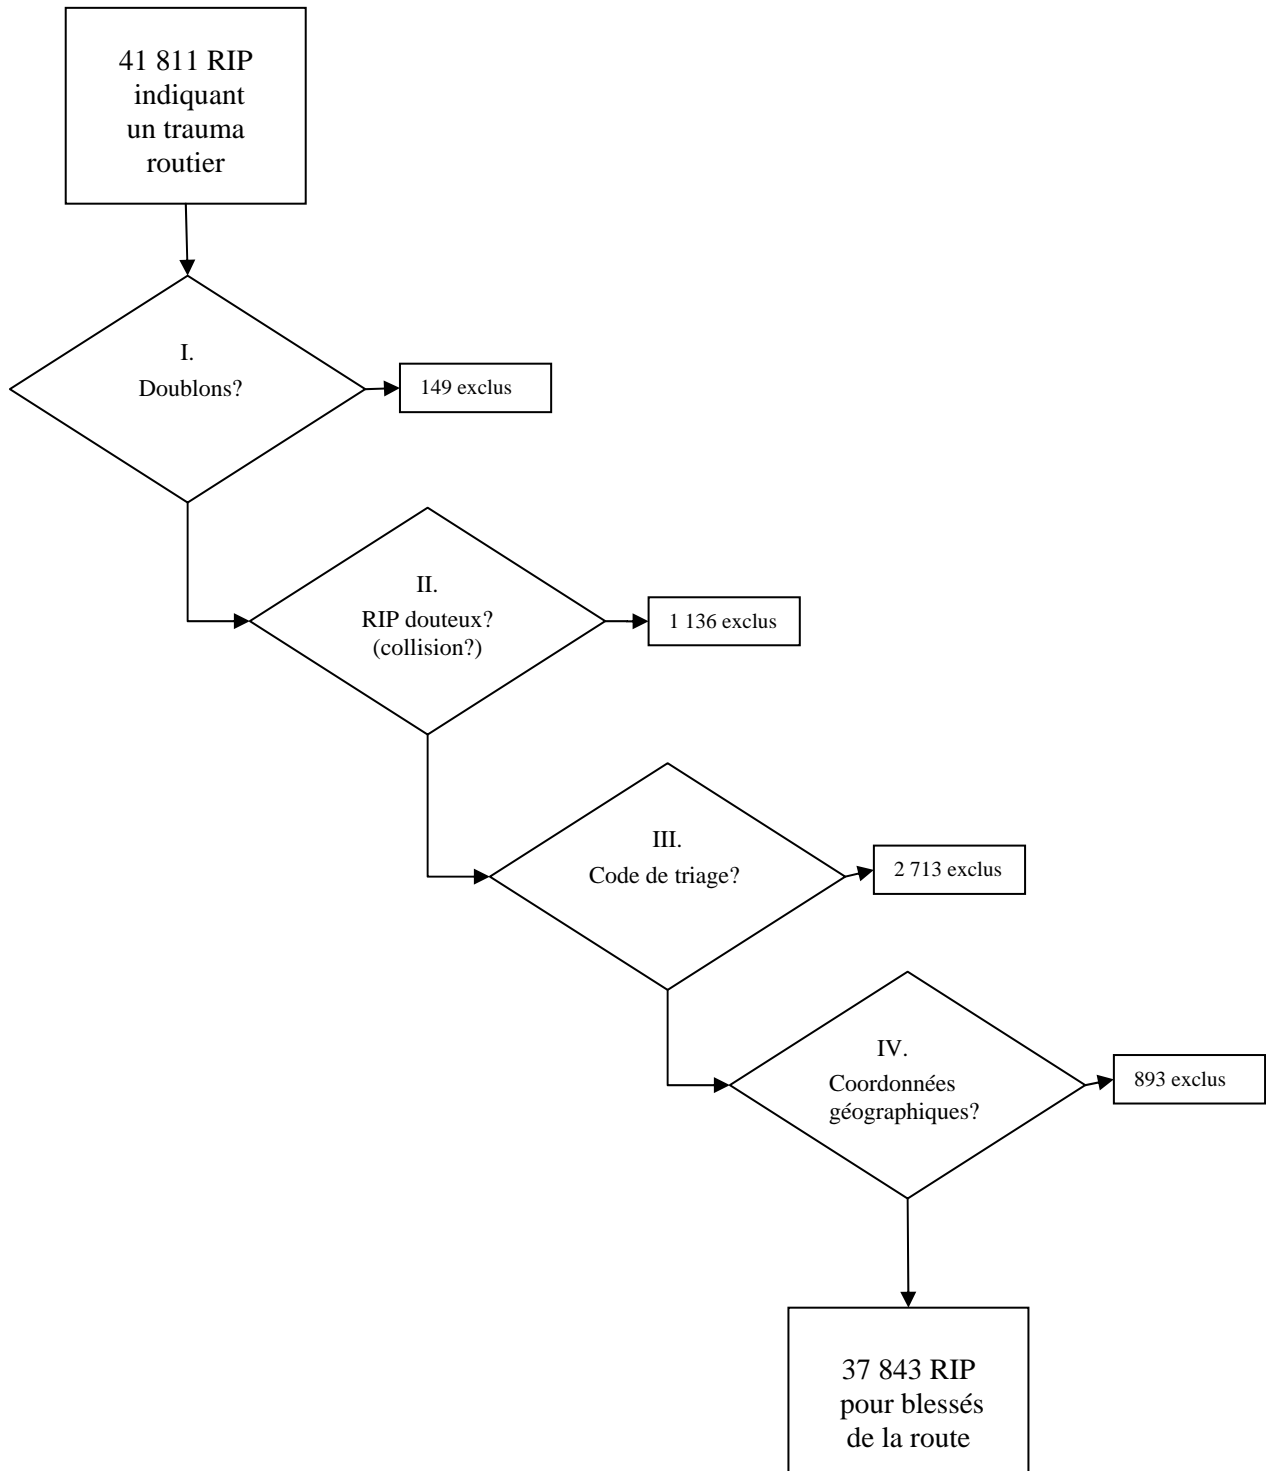 41 811 RIP
indiquant
un trauma
routier
I.
Doublons?
149 exclus
II.
RIP douteux?
(collision?)
1 136 exclus
III.
Code de triage?
2 713 exclus
IV.
Coordonnées
géographiques?
893 exclus
37 843 RIP
pour blessés
de la route